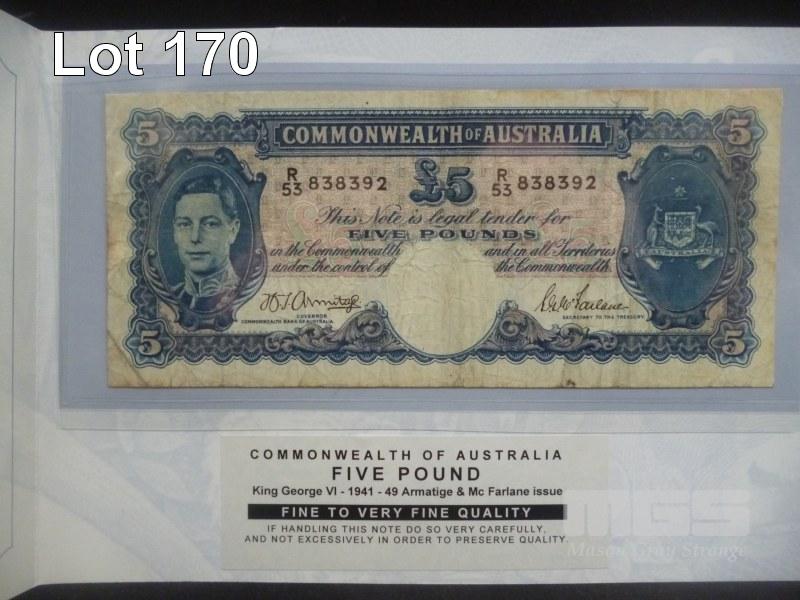 Lot 170
5 5
COMMONWEALTH OF AUSTRALIA
R/53 838392 £5 R/53 838392
This Note is legal tender for
FIVE POUNDS
in the Commonwealth and in all Territories
under the control of the Commonwealth.
AUSTRALIA
H.T. Armitage
GOVERNOR
COMMONWEALTH BANK OF AUSTRALIA.
S.G. McFarlane
SECRETARY TO THE TREASURY.
5 5
COMMONWEALTH OF AUSTRALIA
FIVE POUND
King George VI - 1941 - 49 Armatige & Mc Farlane issue
FINE TO VERY FINE QUALITY
IF HANDLING THIS NOTE DO SO VERY CAREFULLY,
AND NOT EXCESSIVELY IN ORDER TO PRESERVE QUALITY.
MGS
Mason Gray Strange